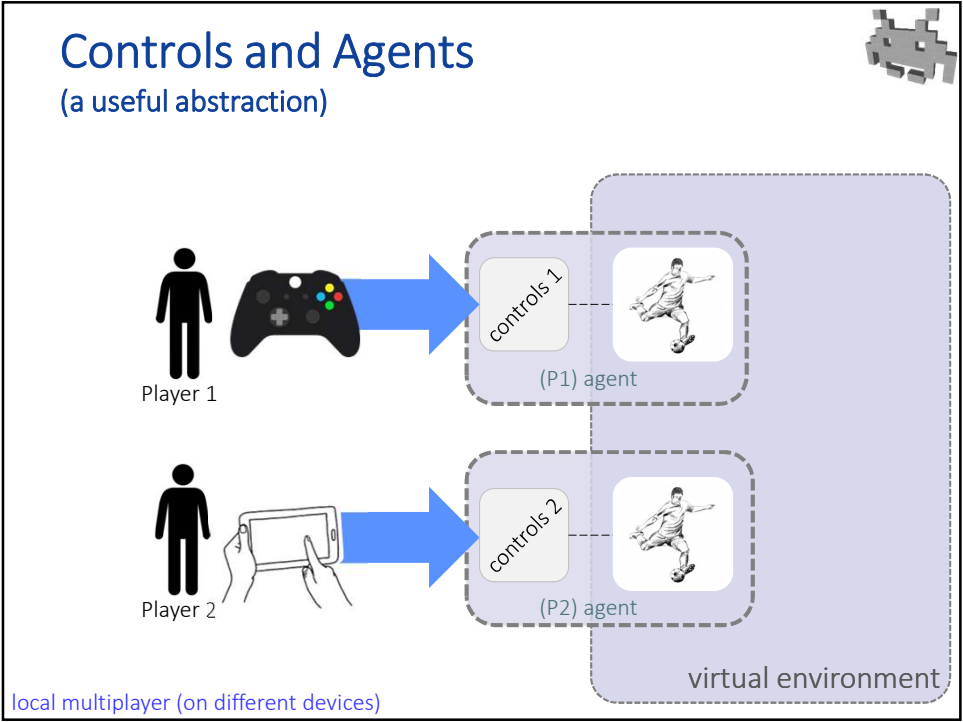 Controls and Agents
(a useful abstraction)
controls 1
(P1) agent
Player 1
controls 2
(P2) agent
Player 2
virtual environment
local multiplayer (on different devices)